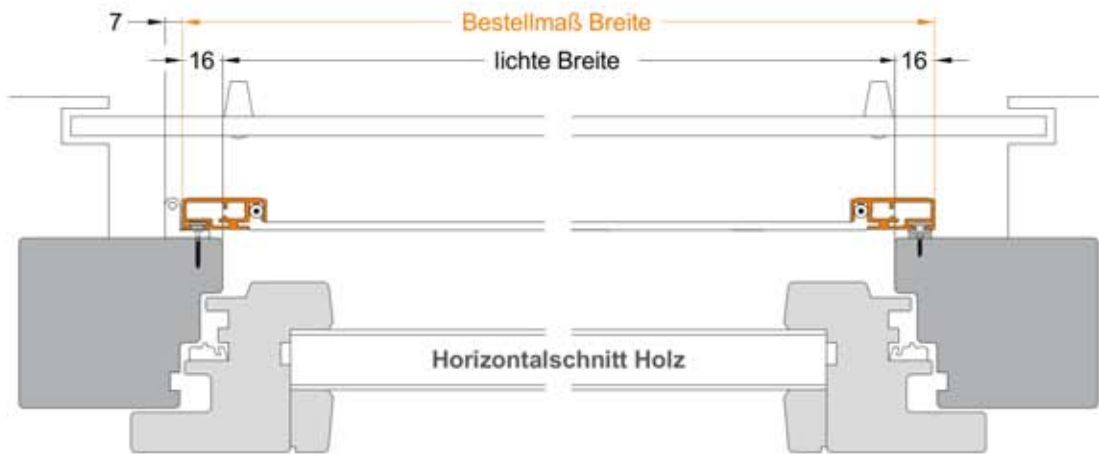 7
Bestellmaß Breite
16
lichte Breite
16
Horizontalschnitt Holz